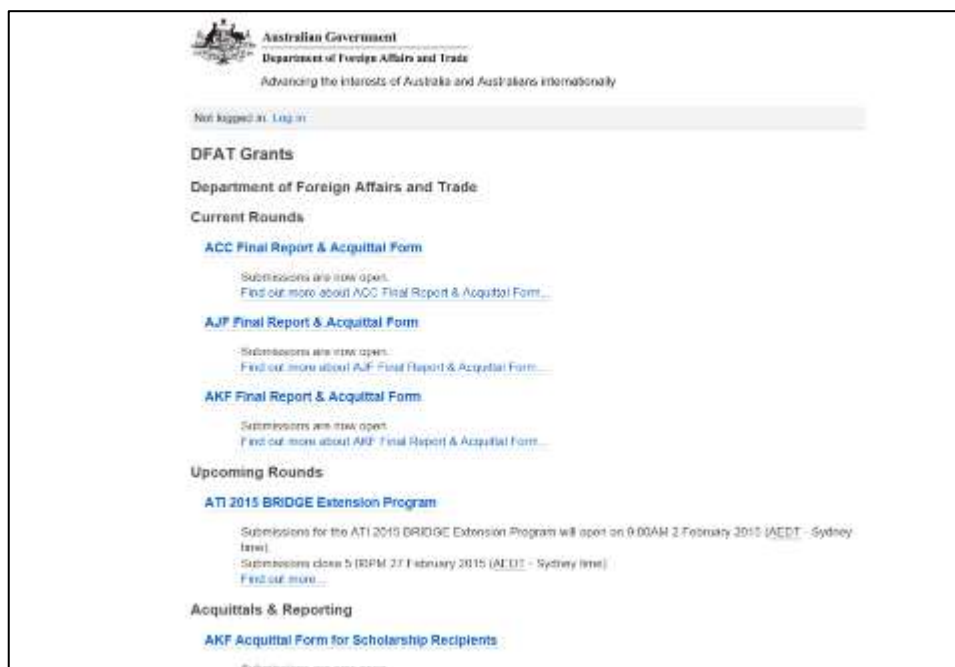 Australian Government
Department of Foreign Affairs and Trade
Advancing the interests of Australia and Australians internationally
Not logged in. Log in
DFAT Grants
Department of Foreign Affairs and Trade
Current Rounds
ACC Final Report & Acquittal Form
Submissions are now open.
Find out more about ACC Final Report & Acquittal Form...
AJF Final Report & Acquittal Form
Submissions are now open.
Find out more about AJF Final Report & Acquittal Form...
AKF Final Report & Acquittal Form
Submissions are now open.
Find out more about AKF Final Report & Acquittal Form...
Upcoming Rounds
ATI 2015 BRIDGE Extension Program
Submissions for the ATI 2015 BRIDGE Extension Program will open on 9:00AM 2 February 2015 (AEDT - Sydney
time)
Submissions close 5:00PM 27 February 2015 (AEDT - Sydney time)
Find out more...
Acquittals & Reporting
AKF Acquittal Form for Scholarship Recipients